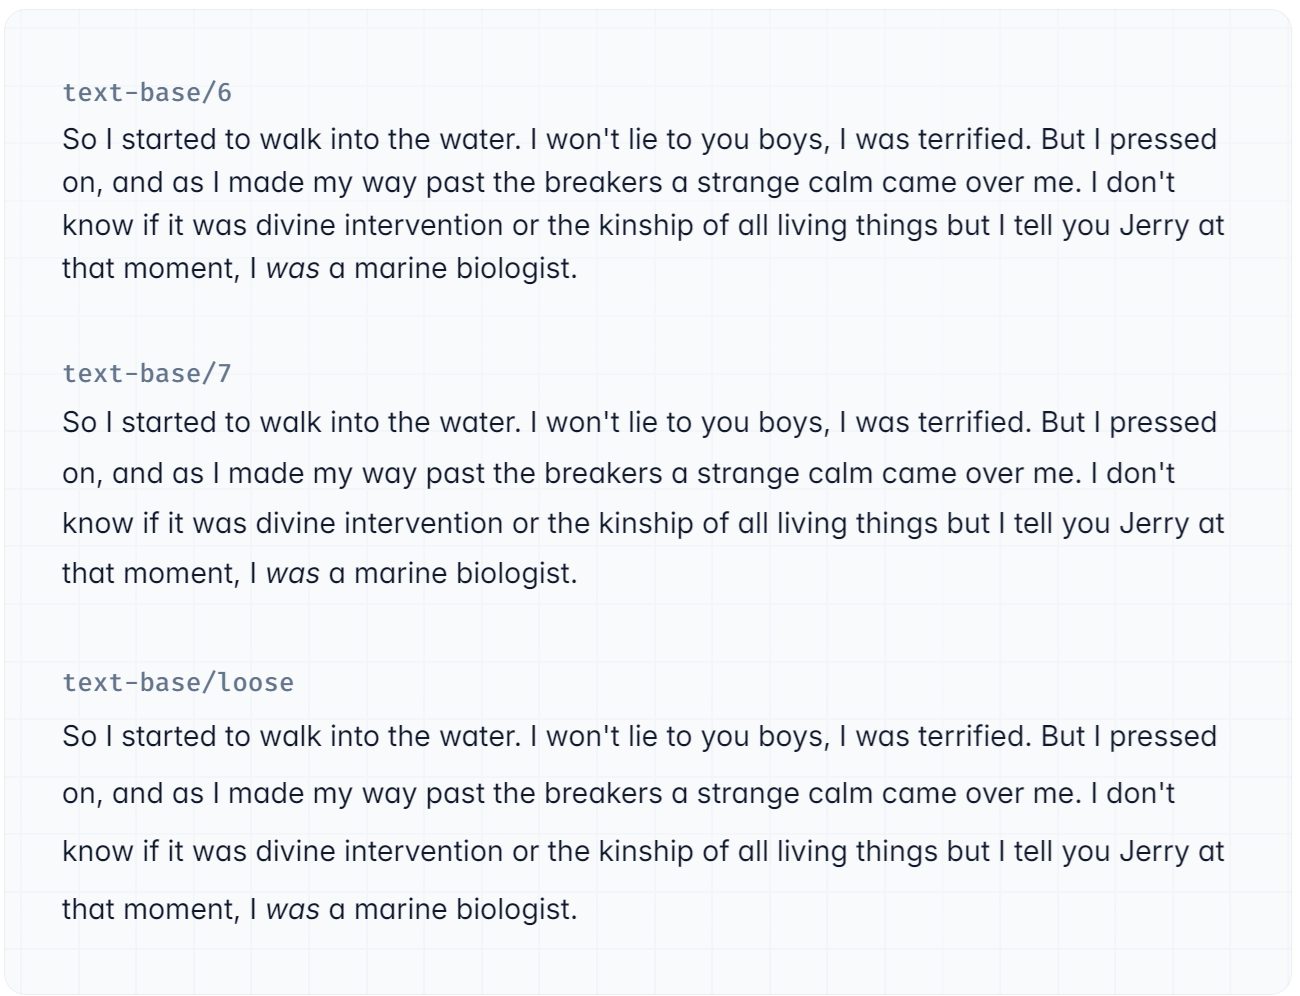 text-base/6
So I started to walk into the water. I won't lie to you boys, I was terrified. But I pressed
on, and as I made my way past the breakers a strange calm came over me. I don't
know if it was divine intervention or the kinship of all living things but I tell you Jerry at
that moment, I was a marine biologist.
text-base/7
So I started to walk into the water. I won't lie to you boys, I was terrified. But I pressed
on, and as I made my way past the breakers a strange calm came over me. I don't
know if it was divine intervention or the kinship of all living things but I tell you Jerry at
that moment, I was a marine biologist.
text-base/loose
So I started to walk into the water. I won't lie to you boys, I was terrified. But I pressed
on, and as I made my way past the breakers a strange calm came over me. I don't
know if it was divine intervention or the kinship of all living things but I tell you Jerry at
that moment, I was a marine biologist.